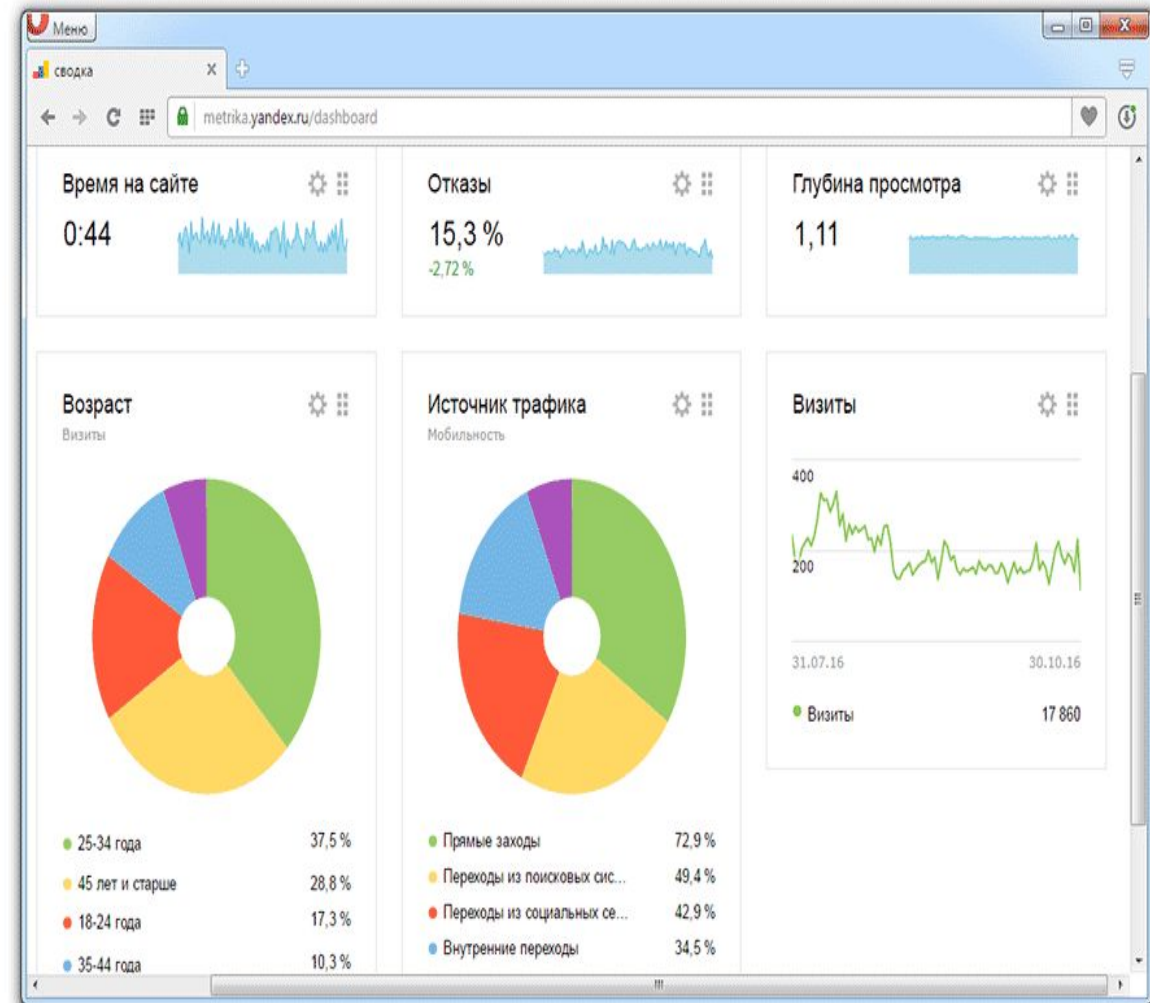 Меню
сводка
metrika.yandex.ru/dashboard
Время на сайте
0:44
Отказы
15,3 %
-2,72 %
Глубина просмотра
1,11
Возраст
Визиты
25-34 года 37,5 %
45 лет и старше 28,8 %
18-24 года 17,3 %
35-44 года 10,3 %
Источник трафика
Мобильность
Прямые заходы 72,9 %
Переходы из поисковых сис... 49,4 %
Переходы из социальных се... 42,9 %
Внутренние переходы 34,5 %
Визиты
400
200
31.07.16 30.10.16
Визиты 17 860